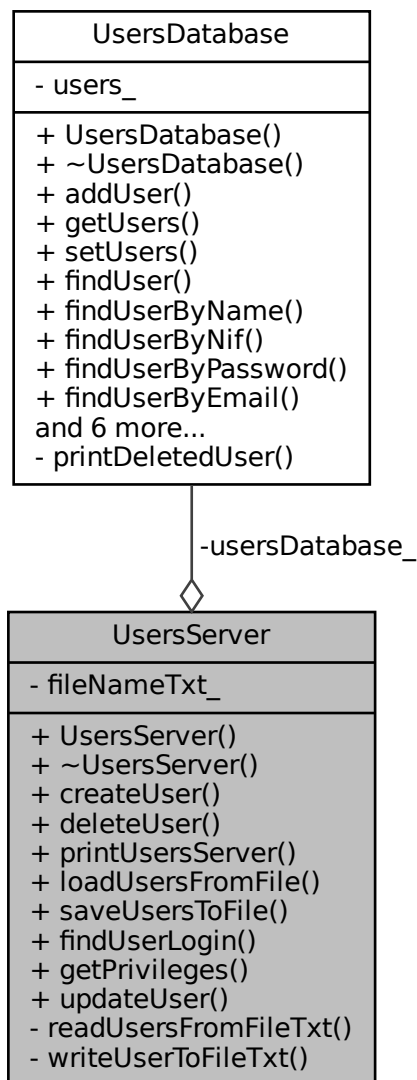 UsersDatabase
- users_
+ UsersDatabase()
+ ~UsersDatabase()
+ addUser()
+ getUsers()
+ setUsers()
+ findUser()
+ findUserByName()
+ findUserByNif()
+ findUserByPassword()
+ findUserByEmail()
and 6 more...
- printDeletedUser()
-usersDatabase_
UsersServer
- fileNameTxt_
+ UsersServer()
+ ~UsersServer()
+ createUser()
+ deleteUser()
+ printUsersServer()
+ loadUsersFromFile()
+ saveUsersToFile()
+ findUserLogin()
+ getPrivileges()
+ updateUser()
- readUsersFromFileTxt()
- writeUserToFileTxt()